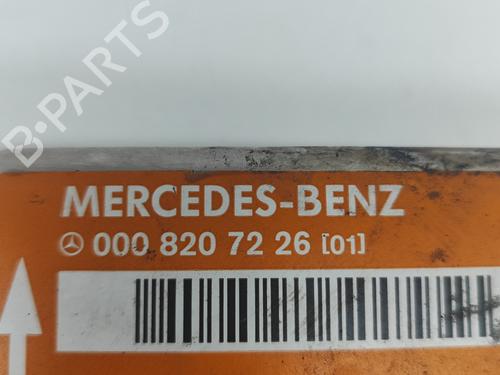 B-PARTS
MERCEDES-BENZ
000 820 72 26 [01]